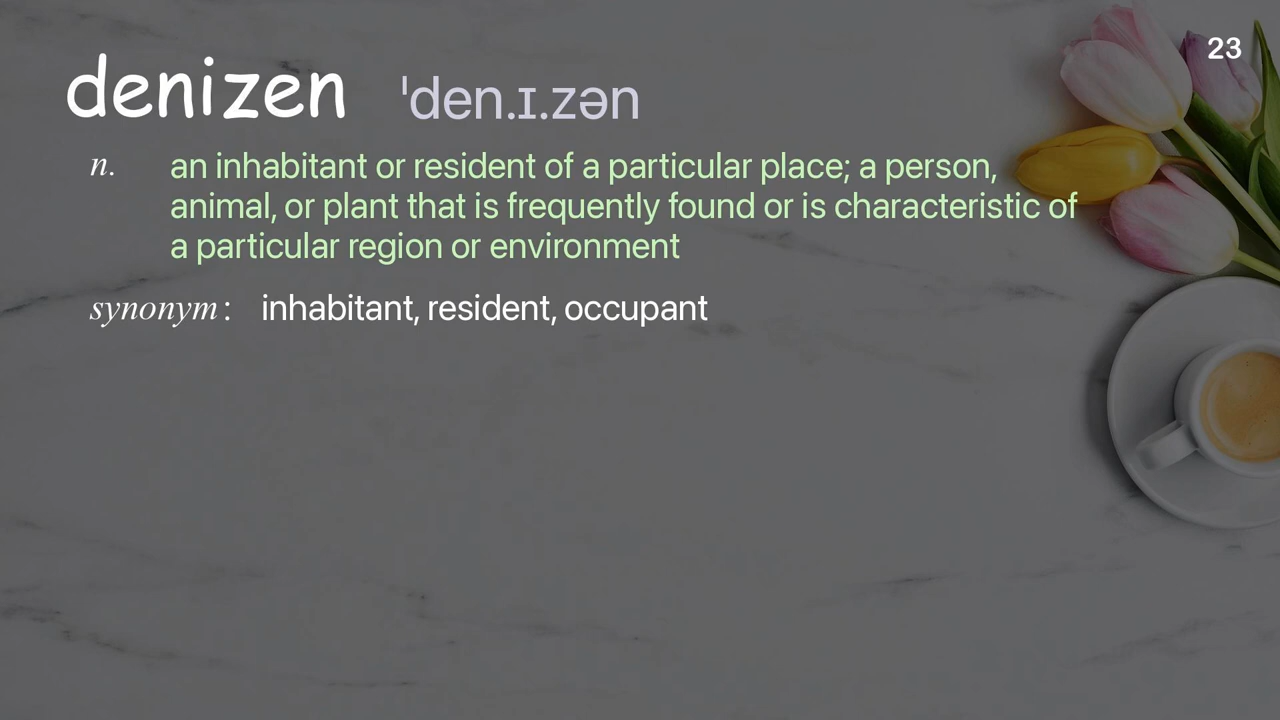 23
denizen ˈden.ɪ.zən
n. an inhabitant or resident of a particular place; a person,
animal, or plant that is frequently found or is characteristic of
a particular region or environment
synonym: inhabitant, resident, occupant